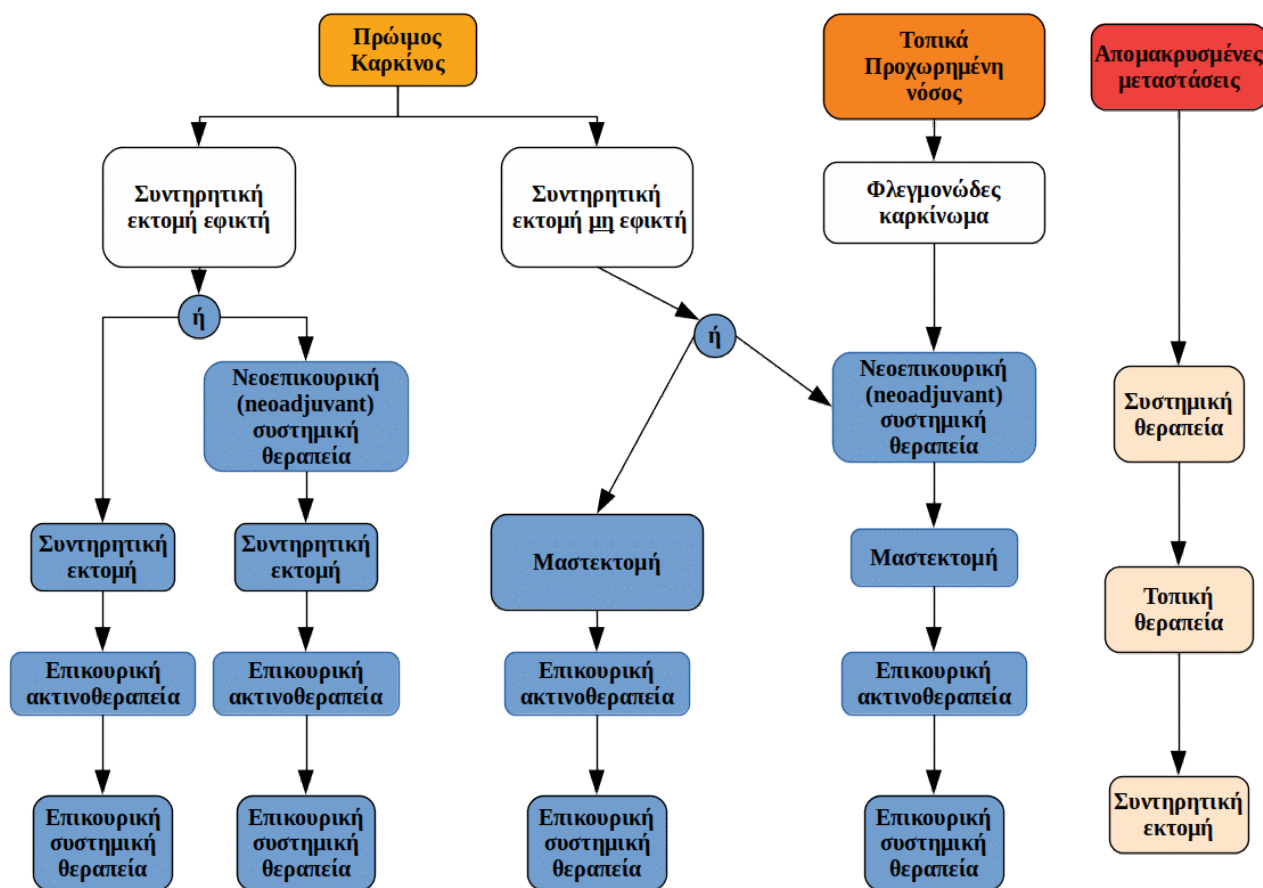 Πρώιμος
Καρκίνος
Τοπικά
Προχωρημένη
νόσος
Απομακρυσμένες
μεταστάσεις
Συντηρητική
εκτομή εφικτή
Συντηρητική
εκτομή μη εφικτή
Φλεγμονώδες
καρκίνωμα
ή
ή
Νεοεπικουρική
(neoadjuvant)
συστημική
θεραπεία
Νεοεπικουρική
(neoadjuvant)
συστημική
θεραπεία
Συστημική
θεραπεία
Συντηρητική
εκτομή
Συντηρητική
εκτομή
Μαστεκτομή
Μαστεκτομή
Τοπική
θεραπεία
Επικουρική
ακτινοθεραπεία
Επικουρική
ακτινοθεραπεία
Επικουρική
ακτινοθεραπεία
Επικουρική
ακτινοθεραπεία
Συντηρητική
εκτομή
Επικουρική
συστημική
θεραπεία
Επικουρική
συστημική
θεραπεία
Επικουρική
συστημική
θεραπεία
Επικουρική
συστημική
θεραπεία